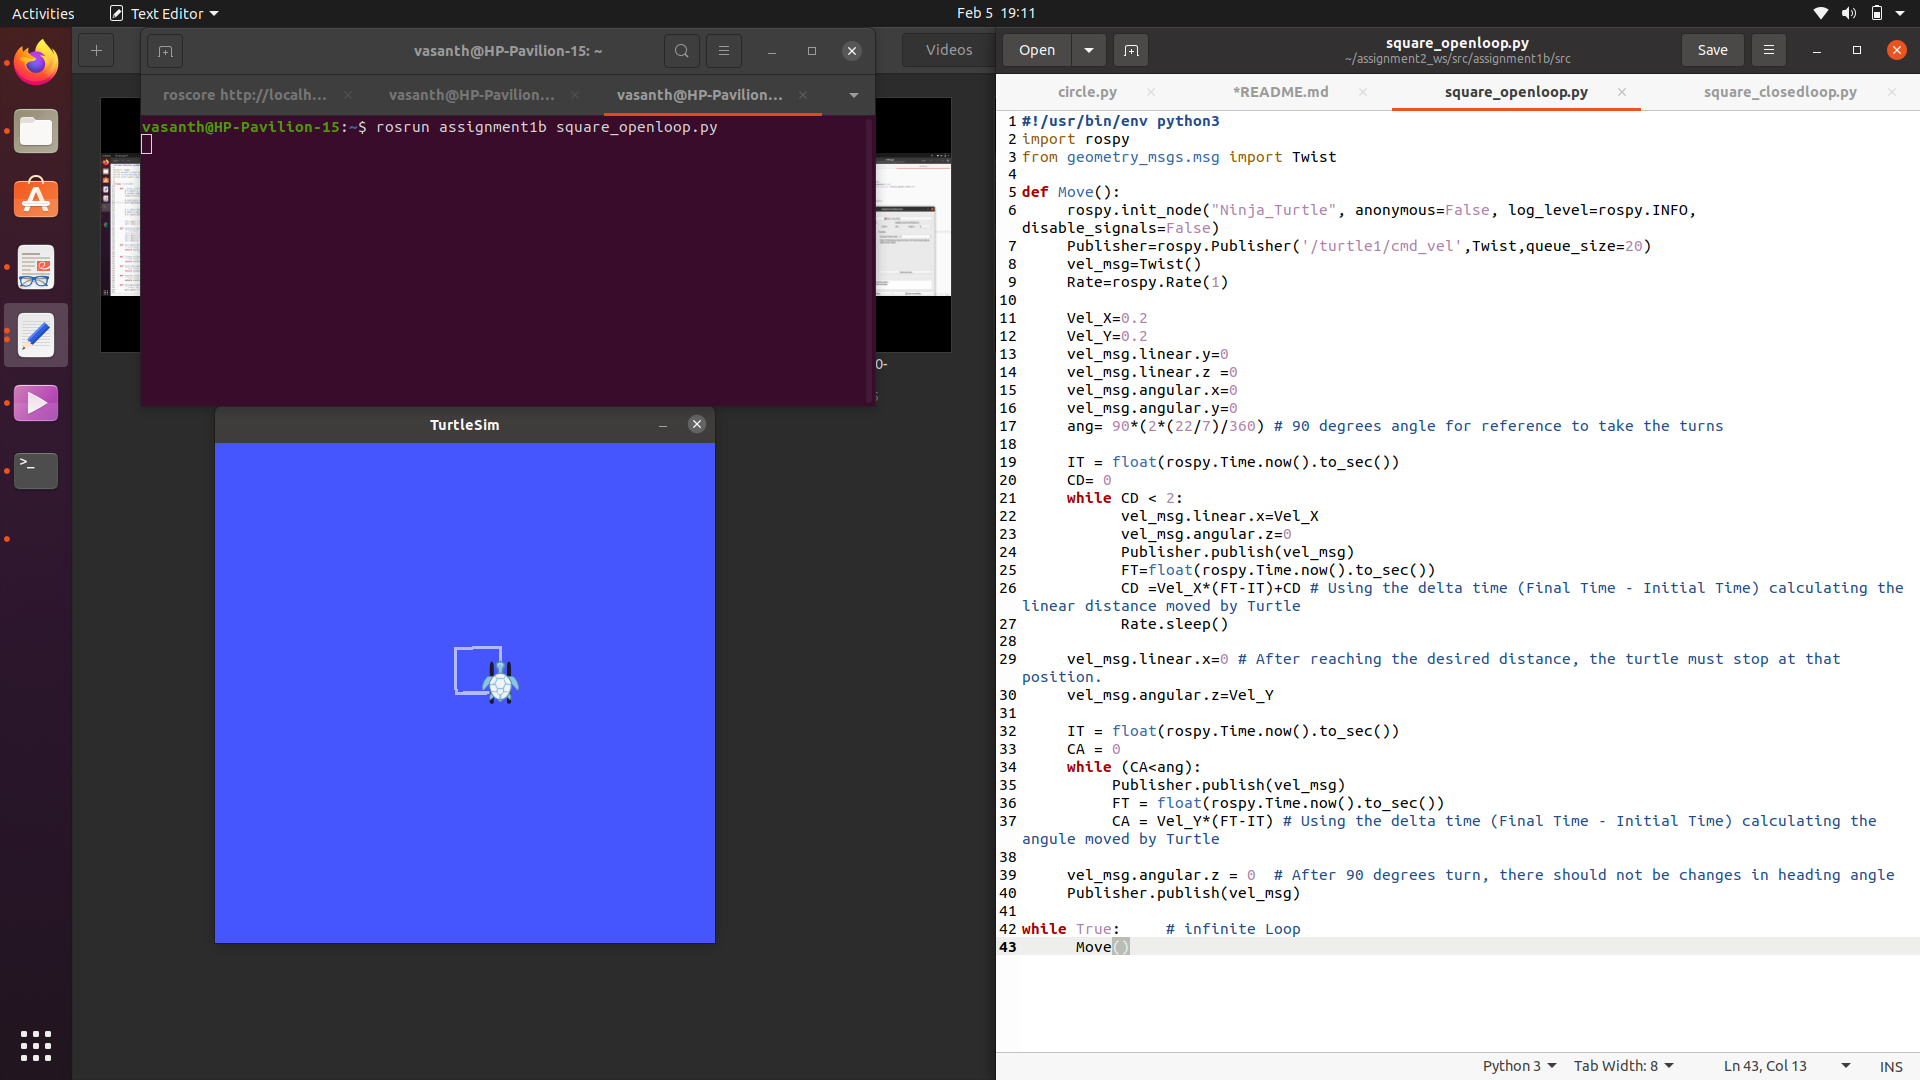 Activities
Text Editor
Feb 5 19:11
vasanth@HP-Pavilion-15: ~
Videos
roscore http://localh...
vasanth@HP-Pavilion...
vasanth@HP-Pavilion...
vasanth@HP-Pavilion-15:~$ rosrun assignment1b square_openloop.py
0-
TurtleSim
Open
square_openloop.py
~/assignment2_ws/src/assignment1b/src
Save
circle.py
*README.md
square_openloop.py
square_closedloop.py
1 #!/usr/bin/env python3
2 import rospy
3 from geometry_msgs.msg import Twist
4
5 def Move():
6 rospy.init_node("Ninja_Turtle", anonymous=False, log_level=rospy.INFO,
disable_signals=False)
7 Publisher=rospy.Publisher('/turtle1/cmd_vel',Twist,queue_size=20)
8 vel_msg=Twist()
9 Rate=rospy.Rate(1)
10
11 Vel_X=0.2
12 Vel_Y=0.2
13 vel_msg.linear.y=0
14 vel_msg.linear.z =0
15 vel_msg.angular.x=0
16 vel_msg.angular.y=0
17 ang= 90*(2*(22/7)/360) # 90 degrees angle for reference to take the turns
18
19 IT = float(rospy.Time.now().to_sec())
20 CD= 0
21 while CD < 2:
22 vel_msg.linear.x=Vel_X
23 vel_msg.angular.z=0
24 Publisher.publish(vel_msg)
25 FT=float(rospy.Time.now().to_sec())
26 CD =Vel_X*(FT-IT)+CD # Using the delta time (Final Time - Initial Time) calculating the
linear distance moved by Turtle
27 Rate.sleep()
28
29 vel_msg.linear.x=0 # After reaching the desired distance, the turtle must stop at that
position.
30 vel_msg.angular.z=Vel_Y
31
32 IT = float(rospy.Time.now().to_sec())
33 CA = 0
34 while (CA<ang):
35 Publisher.publish(vel_msg)
36 FT = float(rospy.Time.now().to_sec())
37 CA = Vel_Y*(FT-IT) # Using the delta time (Final Time - Initial Time) calculating the
angule moved by Turtle
38
39 vel_msg.angular.z = 0 # After 90 degrees turn, there should not be changes in heading angle
40 Publisher.publish(vel_msg)
41
42 while True: # infinite Loop
43 Move()
Python 3
Tab Width: 8
Ln 43, Col 13
INS